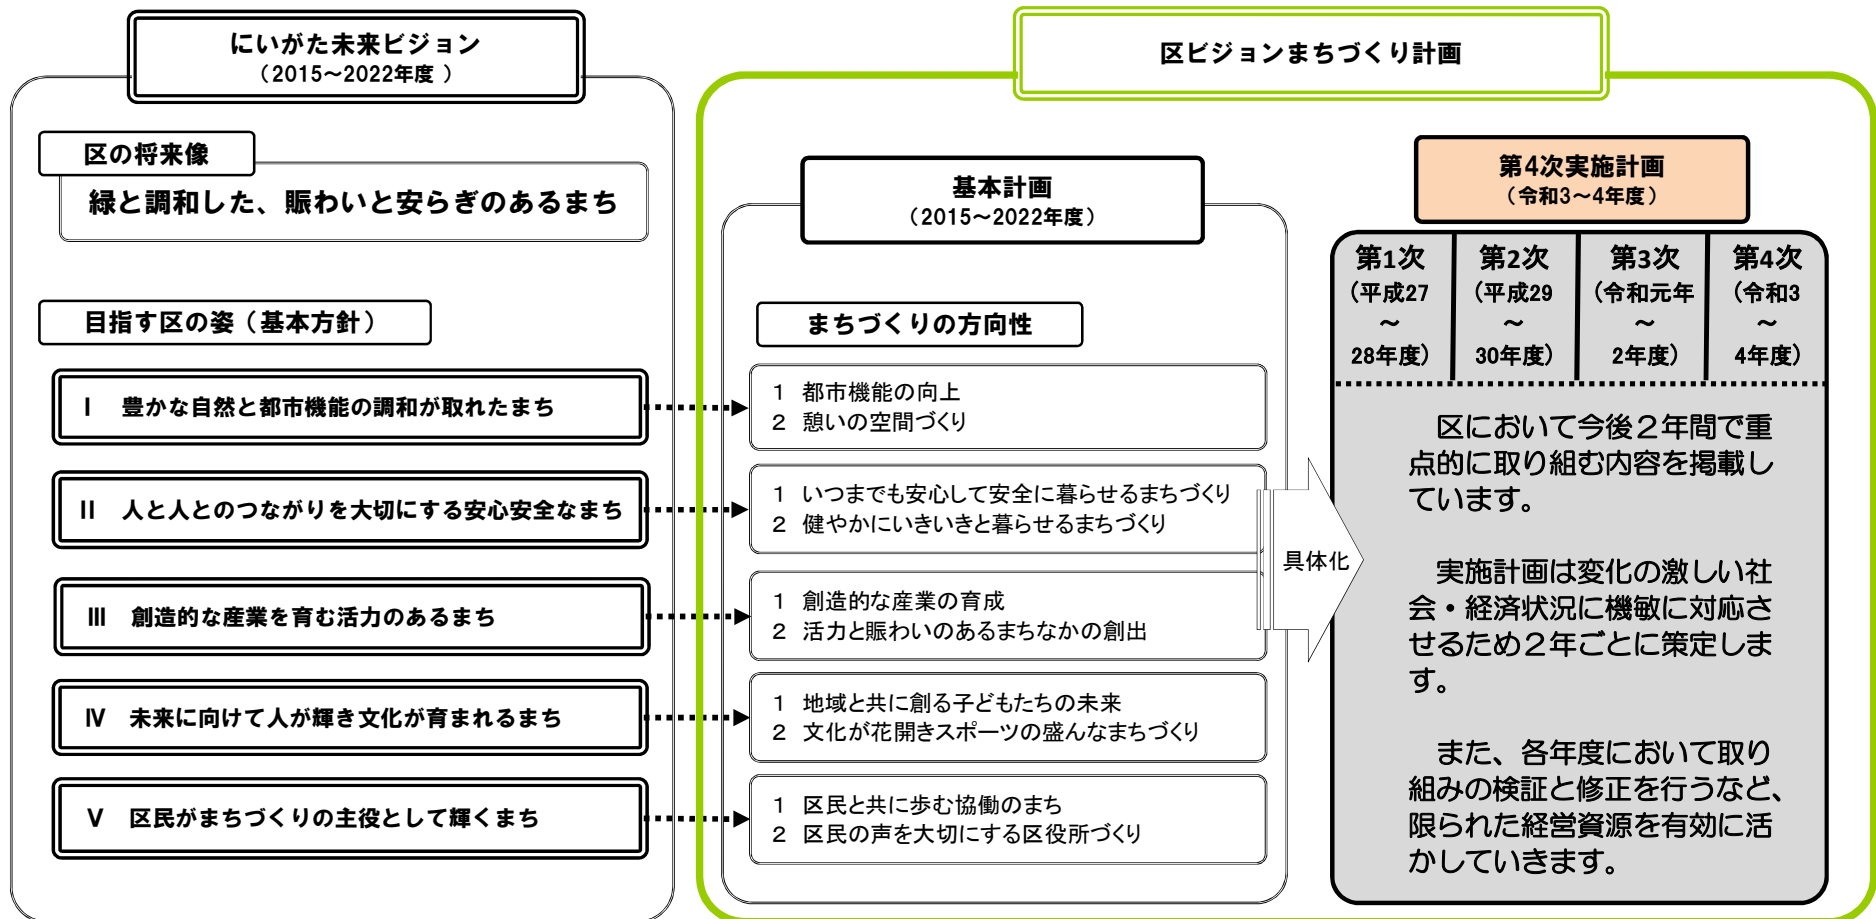 にいがた未来ビジョン
（2015～2022年度 ）
区の将来像
緑と調和した、賑わいと安らぎのあるまち
目指す区の姿（基本方針）
Ⅰ 豊かな自然と都市機能の調和が取れたまち
Ⅱ 人と人とのつながりを大切にする安心安全なまち
Ⅲ 創造的な産業を育む活力のあるまち
Ⅳ 未来に向けて人が輝き文化が育まれるまち
Ⅴ 区民がまちづくりの主役として輝くまち
区ビジョンまちづくり計画
基本計画
（2015～2022年度）
まちづくりの方向性
1 都市機能の向上
2 憩いの空間づくり
1 いつまでも安心して安全に暮らせるまちづくり
2 健やかにいきいきと暮らせるまちづくり
1 創造的な産業の育成
2 活力と賑わいのあるまちなかの創出
1 地域と共に創る子どもたちの未来
2 文化が花開きスポーツの盛んなまちづくり
1 区民と共に歩む協働のまち
2 区民の声を大切にする区役所づくり
具体化
第4次実施計画
（令和3～4年度）
第1次
（平成27
～
28年度）
第2次
（平成29
～
30年度）
第3次
（令和元年
～
2年度）
第4次
（令和3
～
4年度）
区において今後２年間で重
点的に取り組む内容を掲載し
ています。
実施計画は変化の激しい社
会・経済状況に機敏に対応さ
せるため２年ごとに策定しま
す。
また、各年度において取り
組みの検証と修正を行うなど、
限られた経営資源を有効に活
かしていきます。